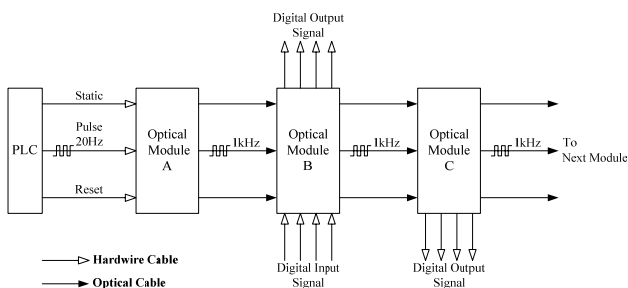 Digital Output
Signal
Static
Pulse
20Hz
PLC
Reset
Optical
Module
A
1kHz
Optical
Module
B
1kHz
Optical
Module
C
1kHz
To
Next Module
Hardwire Cable
Optical Cable
Digital Input
Signal
Digital Output
Signal